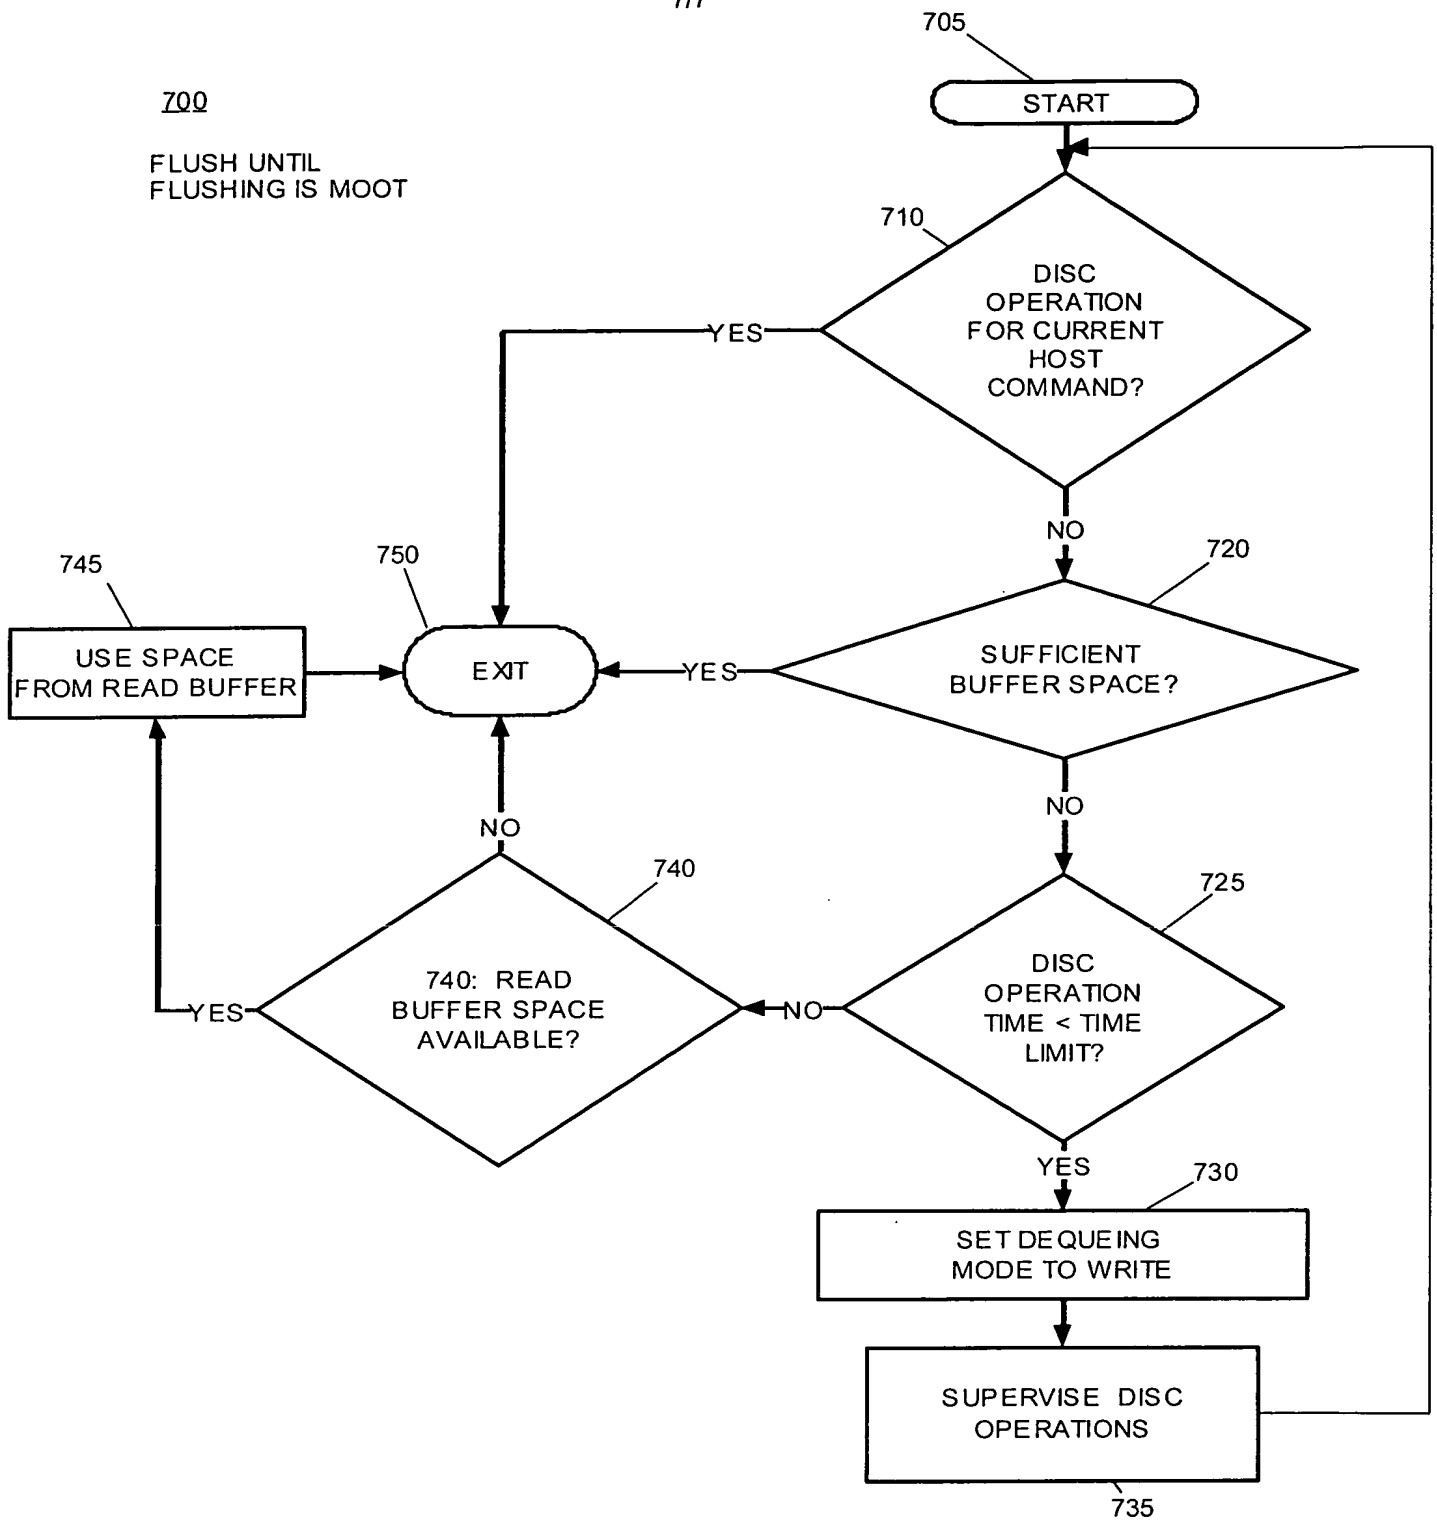 7/7
705
700
START
FLUSH UNTIL
FLUSHING IS MOOT
710
DISC
OPERATION
FOR CURRENT
HOST
COMMAND?
YES
NO
720
745
750
USE SPACE
FROM READ BUFFER
EXIT
YES
SUFFICIENT
BUFFER SPACE?
NO
NO
740
725
740: READ
BUFFER SPACE
AVAILABLE?
YES
NO
DISC
OPERATION
TIME < TIME
LIMIT?
YES
730
SET DEQUEING
MODE TO WRITE
SUPERVISE DISC
OPERATIONS
735